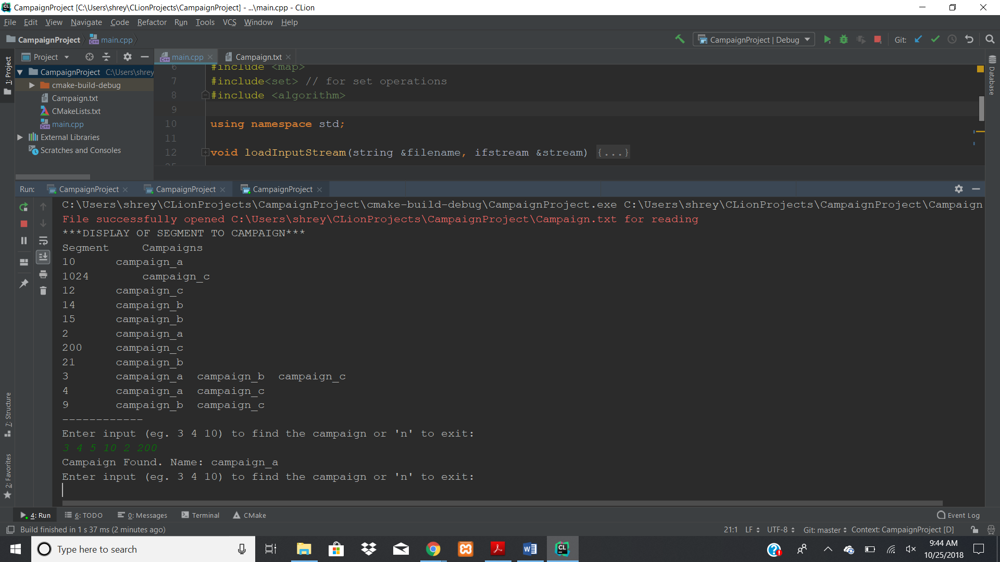 CampaignProject [C:\Users\shrey\CLionProjects\CampaignProject] - ...\main.cpp - CLion
File Edit View Navigate Code Refactor Run Tools VCS Window Help
CampaignProject main.cpp CampaignProject | Debug Git:
1: Project
Project
main.cpp
Campaign.txt
Database
CampaignProject C:\Users\shrey
cmake-build-debug
Campaign.txt
CMakeLists.txt
main.cpp
External Libraries
Scratches and Consoles
6 #include <map>
7 #include<set> // for set operations
8 #include <algorithm>
9
10 using namespace std;
11
12 void loadInputStream(string &filename, ifstream &stream) {...}
Run: CampaignProject CampaignProject CampaignProject
C:\Users\shrey\CLionProjects\CampaignProject\cmake-build-debug\CampaignProject.exe C:\Users\shrey\CLionProjects\CampaignProject\Campaign
File successfully opened C:\Users\shrey\CLionProjects\CampaignProject\Campaign.txt for reading
***DISPLAY OF SEGMENT TO CAMPAIGN***
Segment Campaigns
10 campaign_a
1024 campaign_c
12 campaign_c
14 campaign_b
15 campaign_b
2 campaign_a
200 campaign_c
21 campaign_b
3 campaign_a campaign_b campaign_c
4 campaign_a campaign_c
9 campaign_b campaign_c
------------
Enter input (eg. 3 4 10) to find the campaign or 'n' to exit:
3 4 5 10 2 200
Campaign Found. Name: campaign_a
Enter input (eg. 3 4 10) to find the campaign or 'n' to exit:
7: Structure
2: Favorites
4: Run 6: TODO 0: Messages Terminal CMake Event Log
Build finished in 1 s 37 ms (2 minutes ago) 21:1 LF UTF-8 Git: master Context: CampaignProject [D]
Type here to search
9:44 AM
10/25/2018